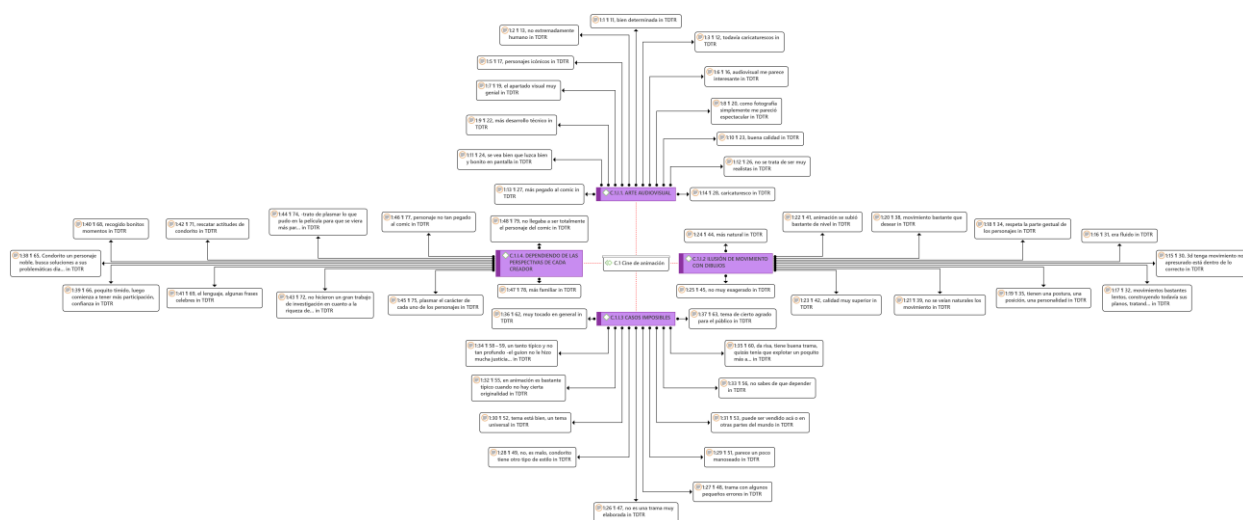 1:1 ¶ 11, bien determinada in TDTR
1:2 ¶ 13, no extremadamente
humano in TDTR
1:3 ¶ 12, todavía caricaturescos in
TDTR
1:5 ¶ 17, personajes icónicos in TDTR
1:6 ¶ 16, audiovisual me parece
interesante in TDTR
1:7 ¶ 19, el apartado visual muy
genial in TDTR
1:8 ¶ 20, como fotografía
simplemente me pareció
espectacular in TDTR
1:9 ¶ 22, más desarrollo técnico in
TDTR
1:10 ¶ 23, buena calidad in TDTR
1:11 ¶ 24, se vea bien que luzca bien
y bonito en pantalla in TDTR
1:12 ¶ 26, no se trata de ser muy
realistas in TDTR
1:13 ¶ 27, más pegado al comic in
TDTR
C.1.I.1. ARTE AUDIOVISUAL
1:14 ¶ 28, caricaturesco in TDTR
1:40 ¶ 68, recogido bonitos
momentos in TDTR
1:42 ¶ 71, rescatar actitudes de
condorito in TDTR
1:44 ¶ 74, -trato de plasmar lo que
pudo en la película para que se viera
más par... in TDTR
1:46 ¶ 77, personaje no tan pegado
al comic in TDTR
1:48 ¶ 79, no llegaba a ser totalmente
el personaje del comic in TDTR
1:24 ¶ 44, más natural in TDTR
1:22 ¶ 41, animación se subió
bastante de nivel in TDTR
1:20 ¶ 38, movimiento bastante que
desear in TDTR
1:18 ¶ 34, respeta la parte gestual de
los personajes in TDTR
1:16 ¶ 31, era fluido in TDTR
1:38 ¶ 65, Condorito un personaje
noble, busca soluciones a sus
problemáticas dia... in TDTR
C.1.I.4. DEPENDIENDO DE LAS
PERSPECTIVAS DE CADA
CREADOR
C.1 Cine de animación
C.1.I.2 ILUSIÓN DE MOVIMIENTO
CON DIBUJOS
1:15 ¶ 30, 3d tenga movimiento no
apresurado está dentro de lo
correcto in TDTR
1:39 ¶ 66, poquito tímido, luego
comienza a tener más participación,
confianza in TDTR
1:41 ¶ 69, el lenguaje, algunas frases
celebres in TDTR
1:43 ¶ 72, no hicieron un gran trabajo
de investigación en cuanto a la
riqueza de... in TDTR
1:45 ¶ 75, plasmar el carácter de
cada uno de los personajes in TDTR
1:47 ¶ 78, más familiar in TDTR
1:25 ¶ 45, no muy exagerado in TDTR
1:23 ¶ 42, calidad muy superior in
TDTR
1:21 ¶ 39, no se veían naturales los
movimiento in TDTR
1:19 ¶ 35, tienen una postura, una
posición, una personalidad in TDTR
1:17 ¶ 32, movimientos bastantes
lentos, construyendo todavía sus
planos, tratand... in TDTR
1:36 ¶ 62, muy tocado en general in
TDTR
C.1.I.3 CASOS IMPOSIBLES
1:37 ¶ 63, tema de cierto agrado
para el público in TDTR
1:34 ¶ 58 – 59, un tanto típico y no
tan profundo -el guion no le hizo
mucha justicia... in TDTR
1:35 ¶ 60, da risa, tiene buena trama,
quizás tenía que explotar un poquito
más a... in TDTR
1:32 ¶ 55, en animación es bastante
típico cuando no hay cierta
originalidad in TDTR
1:33 ¶ 56, no sabes de que depender
in TDTR
1:30 ¶ 52, tema está bien, un tema
universal in TDTR
1:31 ¶ 53, puede ser vendido acá o en
otras partes del mundo in TDTR
1:28 ¶ 49, no, es malo, condorito
tiene otro tipo de estilo in TDTR
1:29 ¶ 51, parece un poco
manoseado in TDTR
1:27 ¶ 48, trama con algunos
pequeños errores in TDTR
1:26 ¶ 47, no es una trama muy
elaborada in TDTR